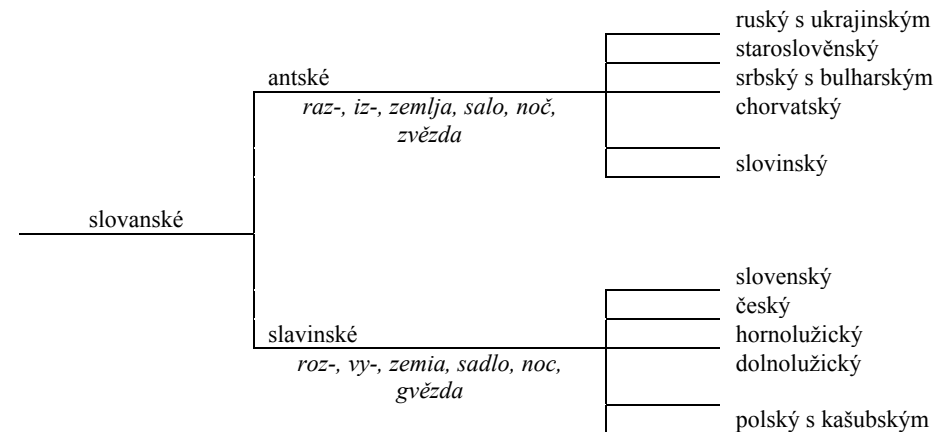 ruský s ukrajinským
staroslověnský
antské
srbský s bulharským
raz-, iz-, zemlja, salo, noč,
chorvatský
zvězda
slovinský
slovanské
slovenský
český
slavinské
hornolužický
roz-, vy-, zemia, sadlo, noc,
dolnolužický
gvězda
polský s kašubským